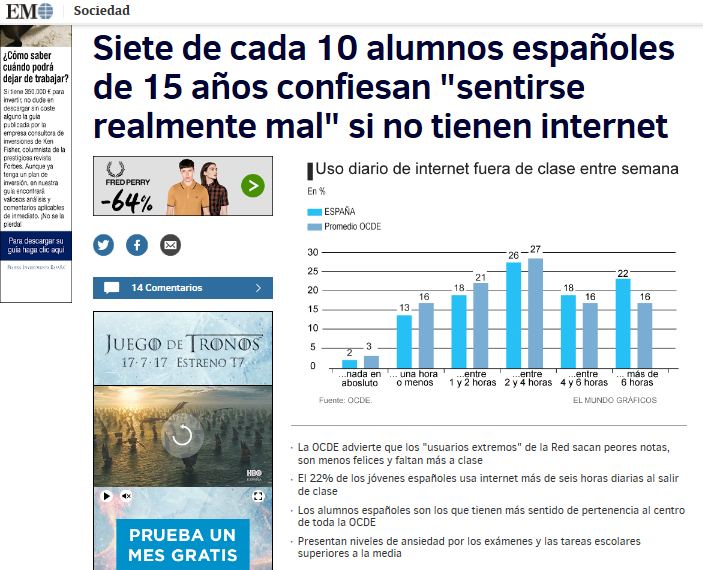 EM
Sociedad
¿Cómo saber
cuándo podrá
dejar de trabajar?
Si tiene 350.000 € para
invertir, no dude en
descargar sin coste
alguno la guía
publicada por la
empresa consultora de
inversiones de Ken
Fisher, columnista de la
prestigiosa revista
Forbes. Aunque ya
tenga un plan de
inversión, en nuestra
guía encontrará
valiosos análisis y
comentarios aplicables
de inmediato. ¡No se la
pierda!
Para descargar su
guía haga clic aquí
Siete de cada 10 alumnos españoles
de 15 años confiesan "sentirse
realmente mal" si no tienen internet
FRED PERRY
-64%
14 Comentarios
JUEGO DE TRONOS
17·7·17 ESTRENO T7
HBO
ESPAÑA
PRUEBA UN
MES GRATIS
Uso diario de internet fuera de clase entre semana
En %
ESPAÑA
Promedio OCDE
30
25
20
15
10
5
0
2 3
13 16
18 21
26 27
18 16
22 16
...nada en
abosluto
... una hora
o menos
...entre
1 y 2 horas
...entre
2 y 4 horas
...entre
4 y 6 horas
... más de
6 horas
Fuente: OCDE.
EL MUNDO GRÁFICOS
· La OCDE advierte que los "usuarios extremos" de la Red sacan peores notas,
son menos felices y faltan más a clase
· El 22% de los jóvenes españoles usa internet más de seis horas diarias al salir
de clase
· Los alumnos españoles son los que tienen más sentido de pertenencia al centro
de toda la OCDE
· Presentan niveles de ansiedad por los exámenes y las tareas escolares
superiores a la media